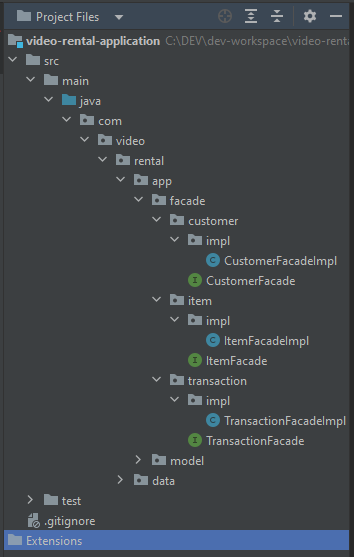 Project Files
video-rental-application C:\DEV\dev-workspace\video-renta
src
main
java
com
video
rental
app
facade
customer
impl
CustomerFacadeImpl
CustomerFacade
item
impl
ItemFacadeImpl
ItemFacade
transaction
impl
TransactionFacadeImpl
TransactionFacade
model
data
test
.gitignore
Extensions